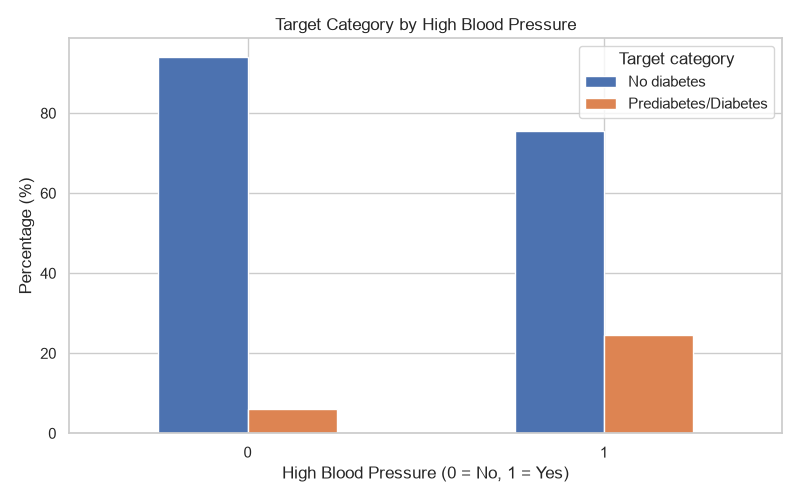 Target Category by High Blood Pressure
Target category
No diabetes
Prediabetes/Diabetes
Percentage (%)
80
60
40
20
0
0
1
High Blood Pressure (0 = No, 1 = Yes)